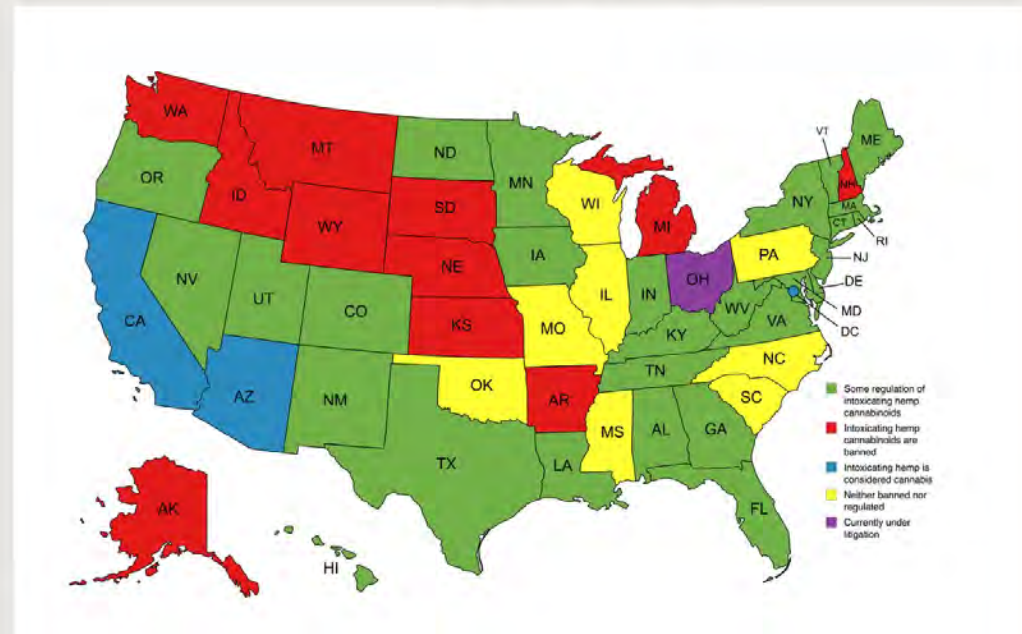 WA
MT
ND
MN
OR
ID
WY
SD
WI
MI
VT
ME
NH
NY
MA
CT
RI
NV
UT
CO
NE
IA
IL
IN
OH
PA
NJ
DE
MD
DC
CA
KS
MO
KY
WV
VA
AZ
NM
OK
AR
TN
NC
SC
TX
LA
MS
AL
GA
FL
AK
HI
Some regulation of
intoxicating hemp
cannabinoids
Intoxicating hemp
cannabinoids are
banned
Intoxicating hemp is
considered cannabis
Neither banned nor
regulated
Currently under
litigation